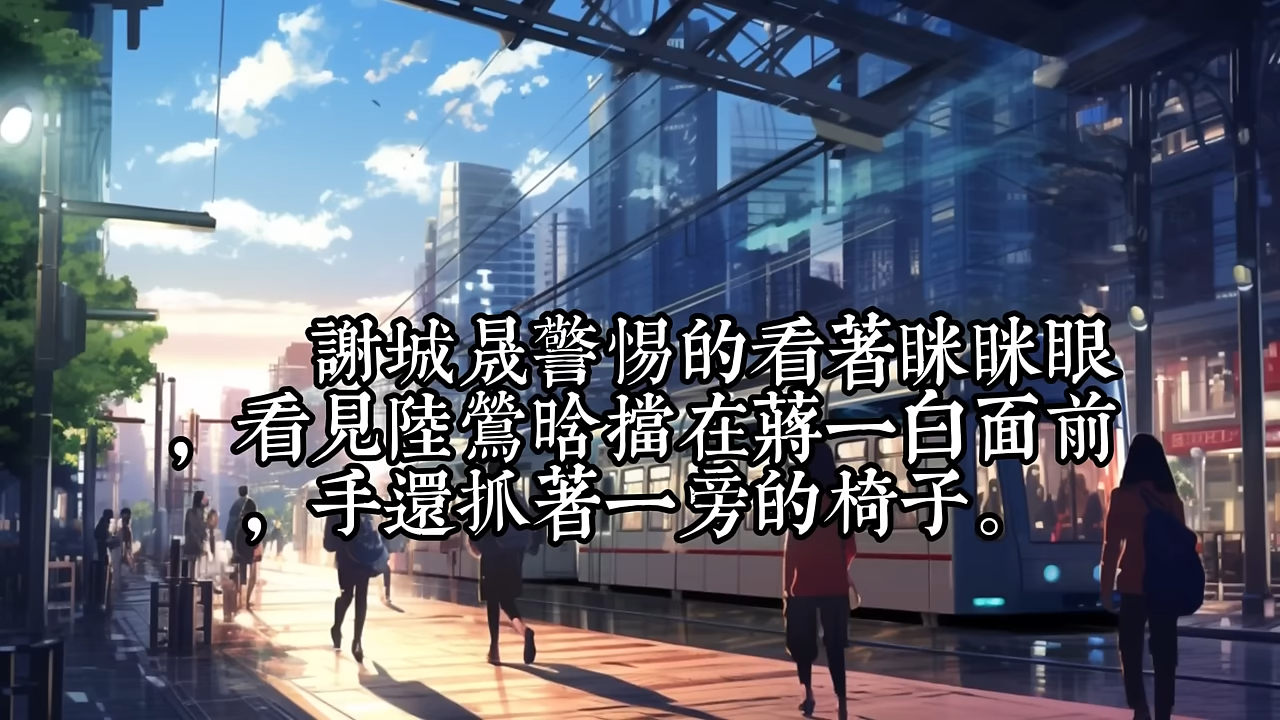 謝城晟警惕的看著眯眯眼
，看見陸鶯晗擋在蔣一白面前
，手還抓著一旁的椅子。